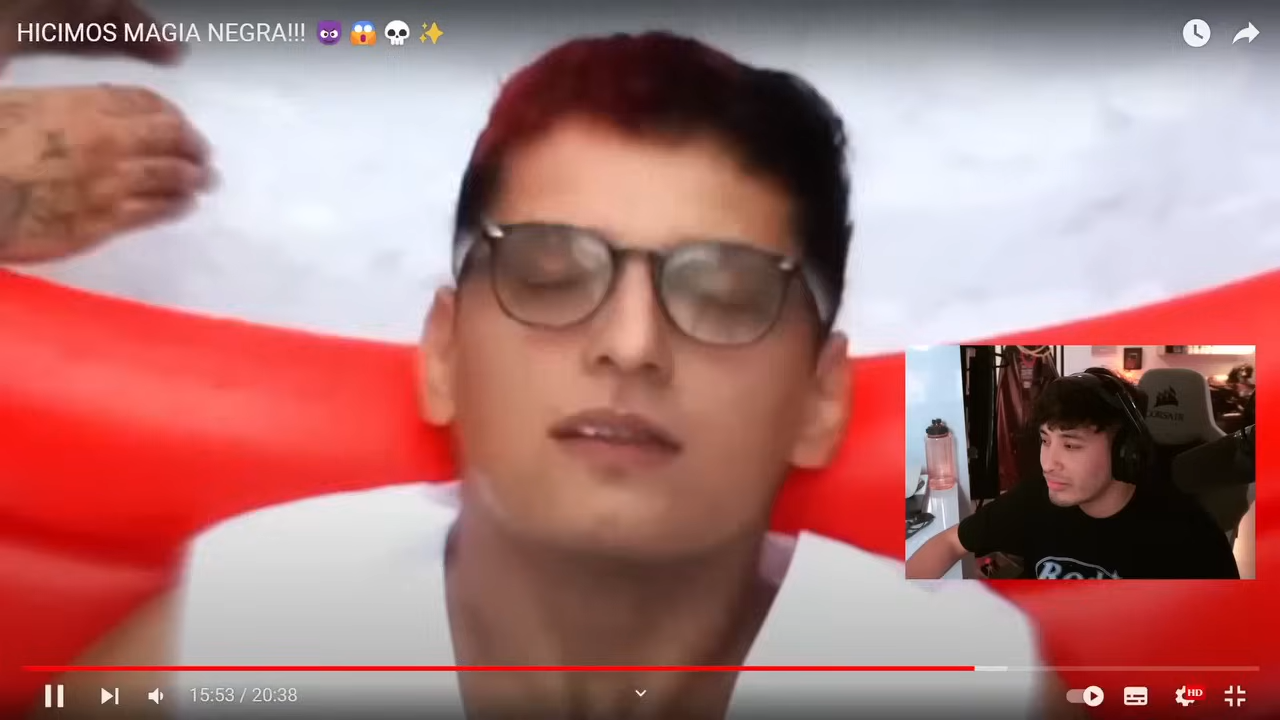 HICIMOS MAGIA NEGRA!!! 😈 😱 💀 ✨
CORSAIR
15:53 / 20:38
HD